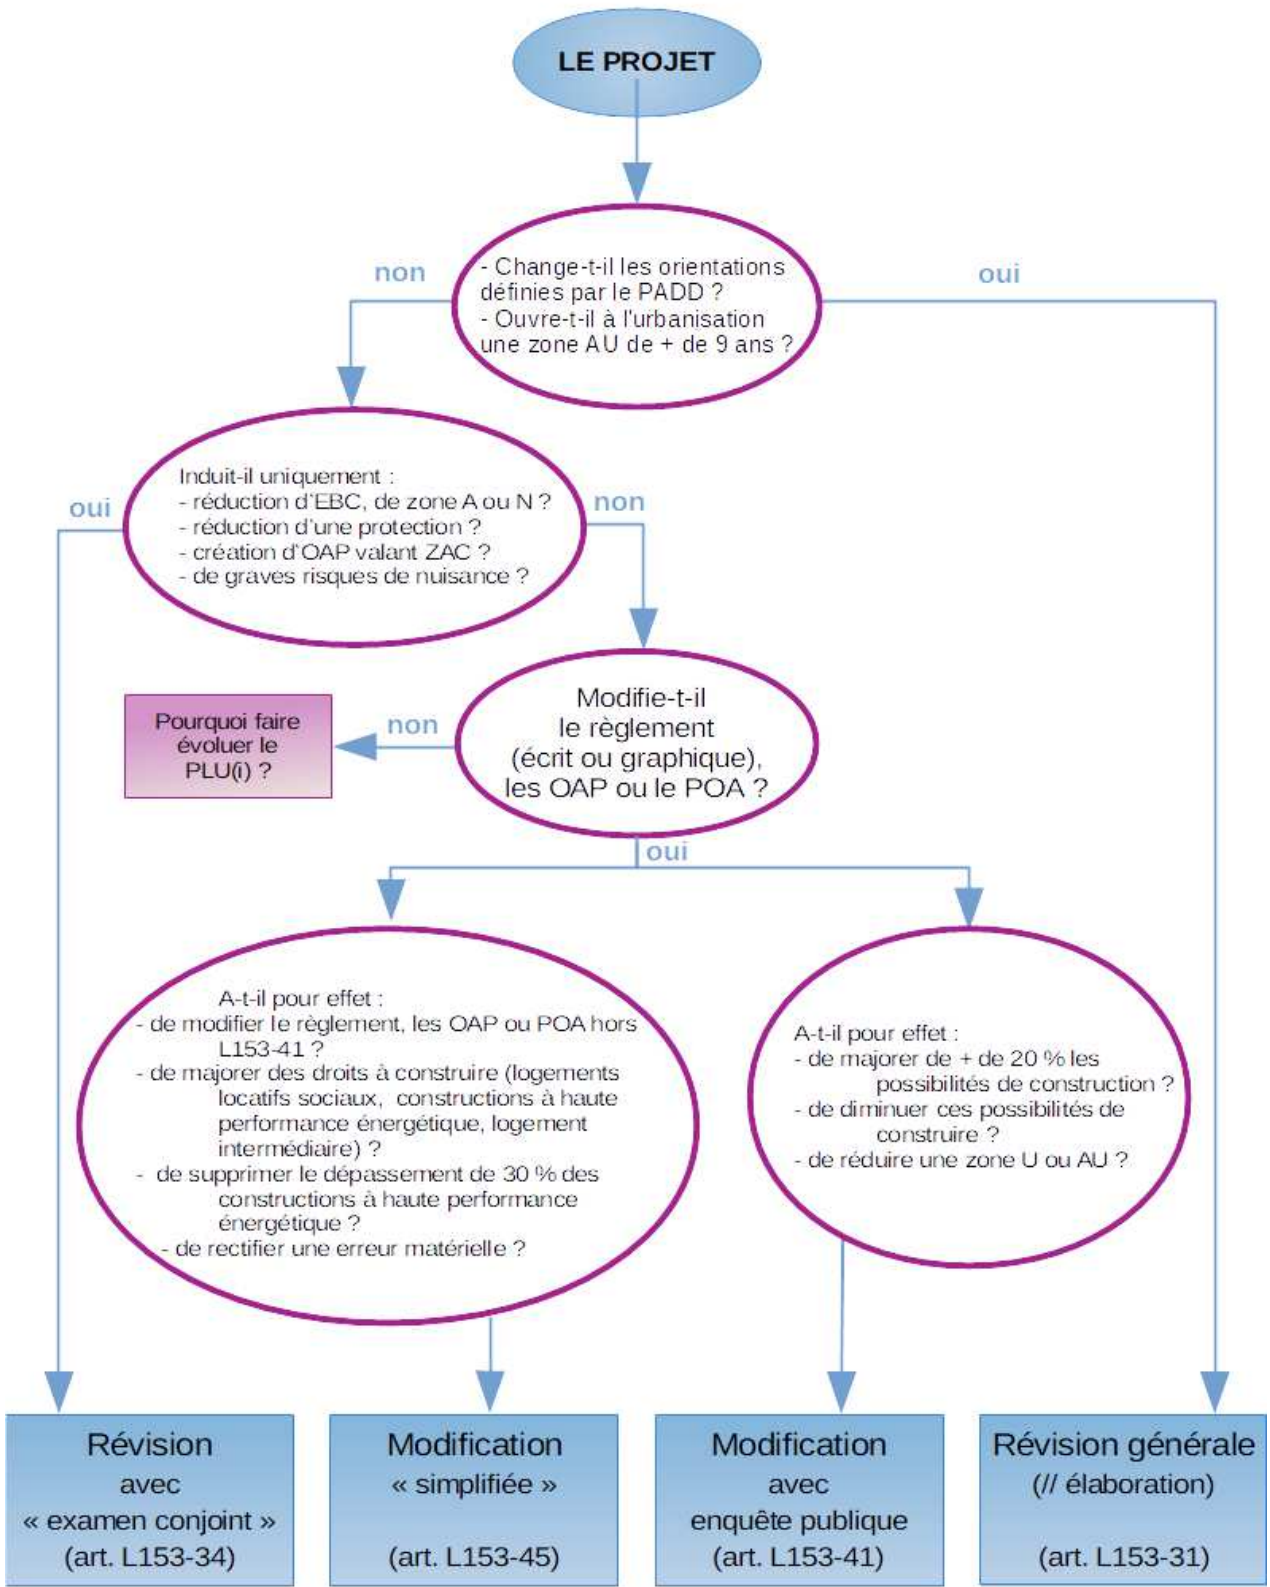 LE PROJET
non
- Change-t-il les orientations
définies par le PADD ?
- Ouvre-t-il à l'urbanisation
une zone AU de + de 9 ans ?
oui
oui
Induit-il uniquement :
- réduction d'EBC, de zone A ou N ?
- réduction d'une protection ?
- création d'OAP valant ZAC ?
- de graves risques de nuisance ?
non
Pourquoi faire
évoluer le
PLU(i) ?
non
Modifie-t-il
le règlement
(écrit ou graphique),
les OAP ou le POA ?
oui
A-t-il pour effet :
- de modifier le règlement, les OAP ou POA hors
L153-41 ?
- de majorer des droits à construire (logements
locatifs sociaux, constructions à haute
performance énergétique, logement
intermédiaire) ?
- de supprimer le dépassement de 30 % des
constructions à haute performance
énergétique ?
- de rectifier une erreur matérielle ?
A-t-il pour effet :
- de majorer de + de 20 % les
possibilités de construction ?
- de diminuer ces possibilités de
construire ?
- de réduire une zone U ou AU ?
Révision
avec
« examen conjoint »
(art. L153-34)
Modification
« simplifiée »
(art. L153-45)
Modification
avec
enquête publique
(art. L153-41)
Révision générale
(// élaboration)
(art. L153-31)